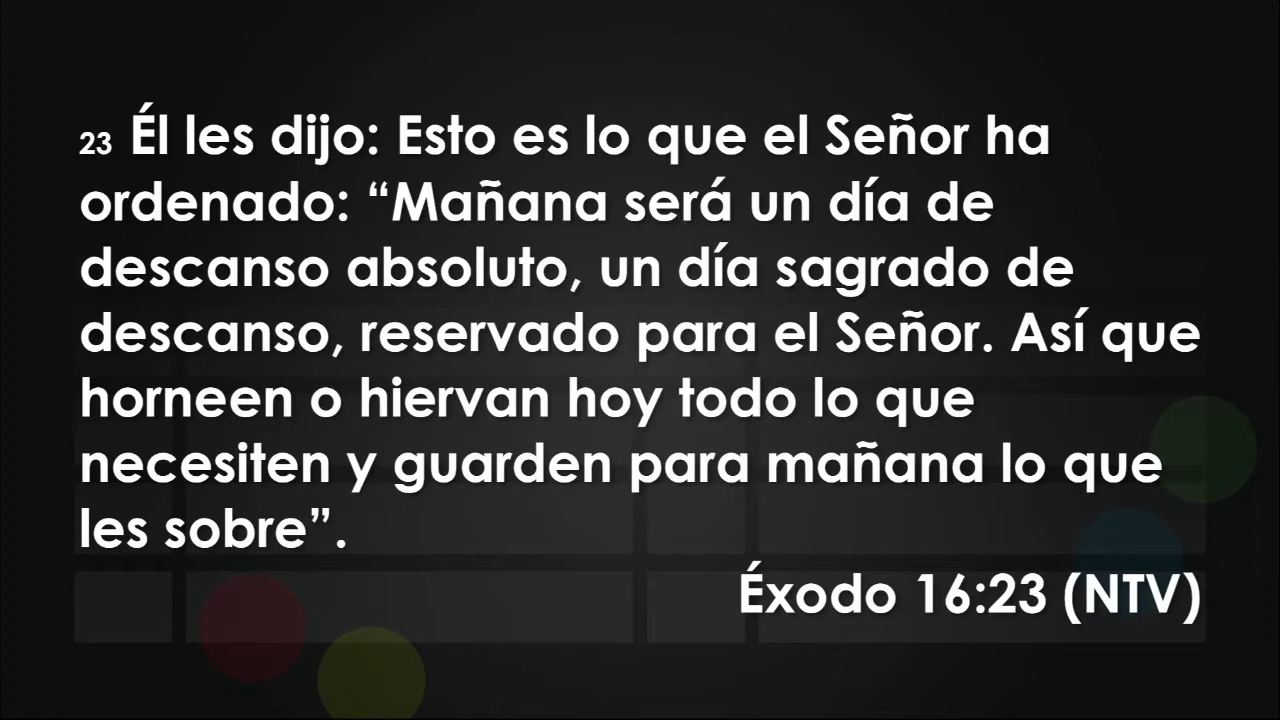 23 Él les dijo: Esto es lo que el Señor ha
ordenado: “Mañana será un día de
descanso absoluto, un día sagrado de
descanso, reservado para el Señor. Así que
horneen o hiervan hoy todo lo que
necesiten y guarden para mañana lo que
les sobre”.
Éxodo 16:23 (NTV)